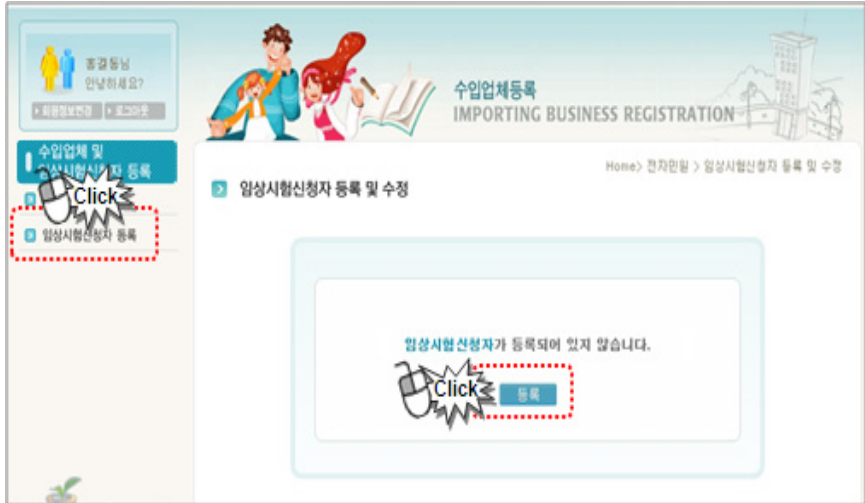 홍길동님
안녕하세요?
회원정보변경
로그아웃
수입업체등록
IMPORTING BUSINESS REGISTRATION
수입업체 및
임상시험신청자 등록
Click
임상시험신청자 등록
Home> 전자민원 > 임상시험신청자 등록 및 수정
임상시험신청자 등록 및 수정
임상시험신청자가 등록되어 있지 않습니다.
Click
등록